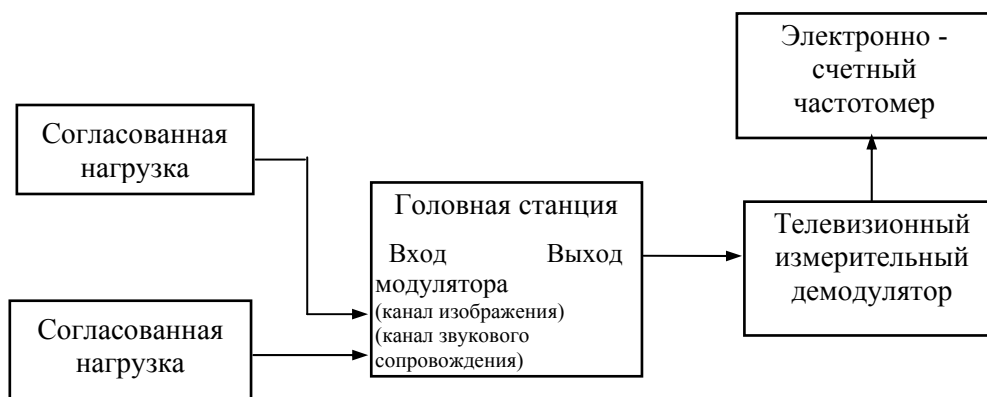 Электронно -
счетный
частотомер
Согласованная
нагрузка
Головная станция
Вход Выход
модулятора
(канал изображения)
(канал звукового
сопровождения)
Телевизионный
измерительный
демодулятор
Согласованная
нагрузка